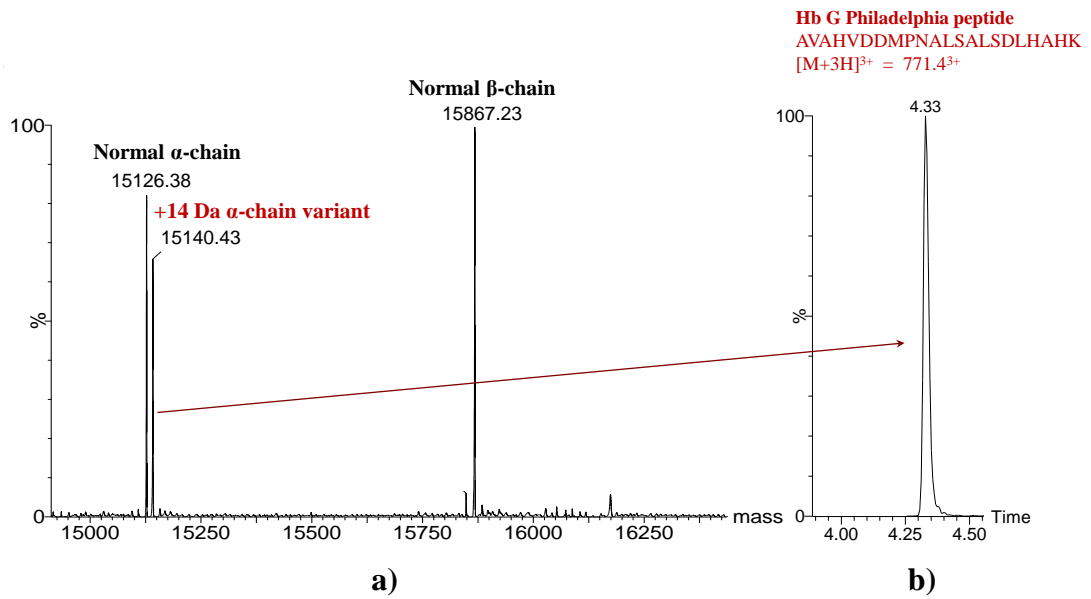 Hb G Philadelphia peptide
AVAHVDDMPNALSALSDLHAHK
[M+3H]³⁺ = 771.4³⁺
Normal β-chain
15867.23
4.33
100
100
Normal α-chain
15126.38
+14 Da α-chain variant
15140.43
%
%
0
mass
0
Time
15000
15250
15500
15750
16000
16250
4.00
4.25
4.50
a)
b)